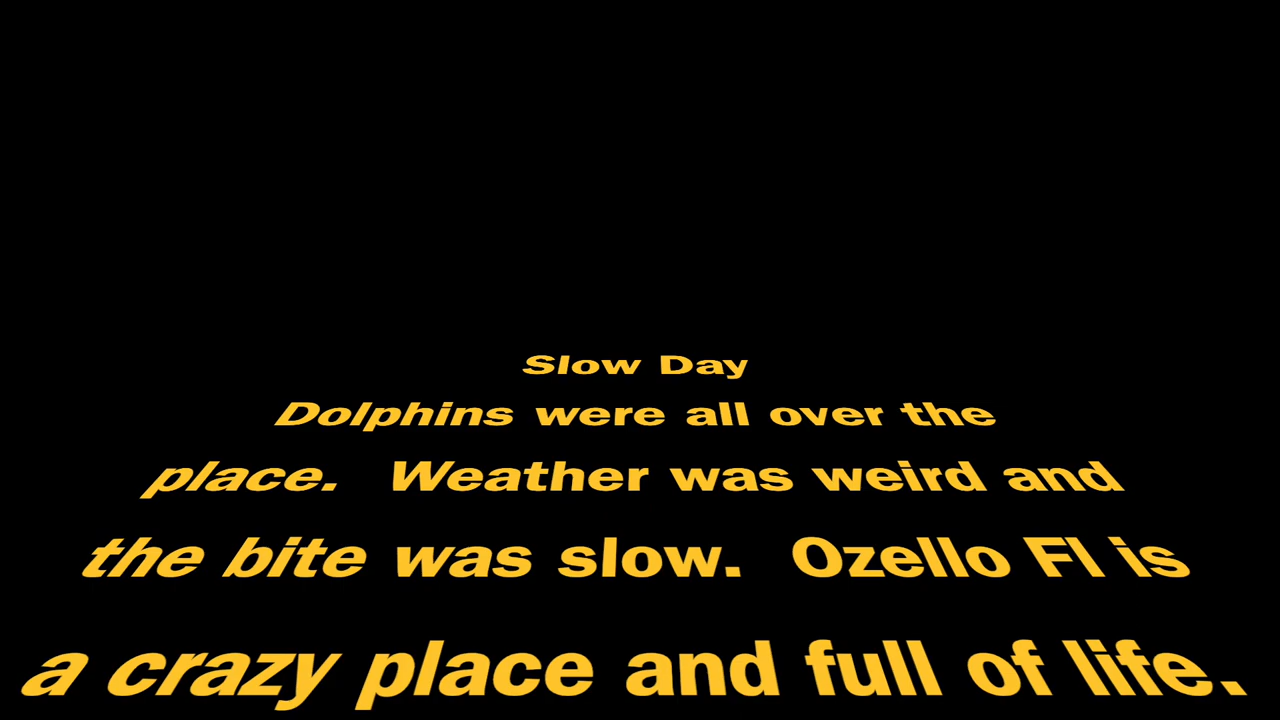 Slow Day
Dolphins were all over the
place.  Weather was weird and
the bite was slow.  Ozello Fl is
a crazy place and full of life.